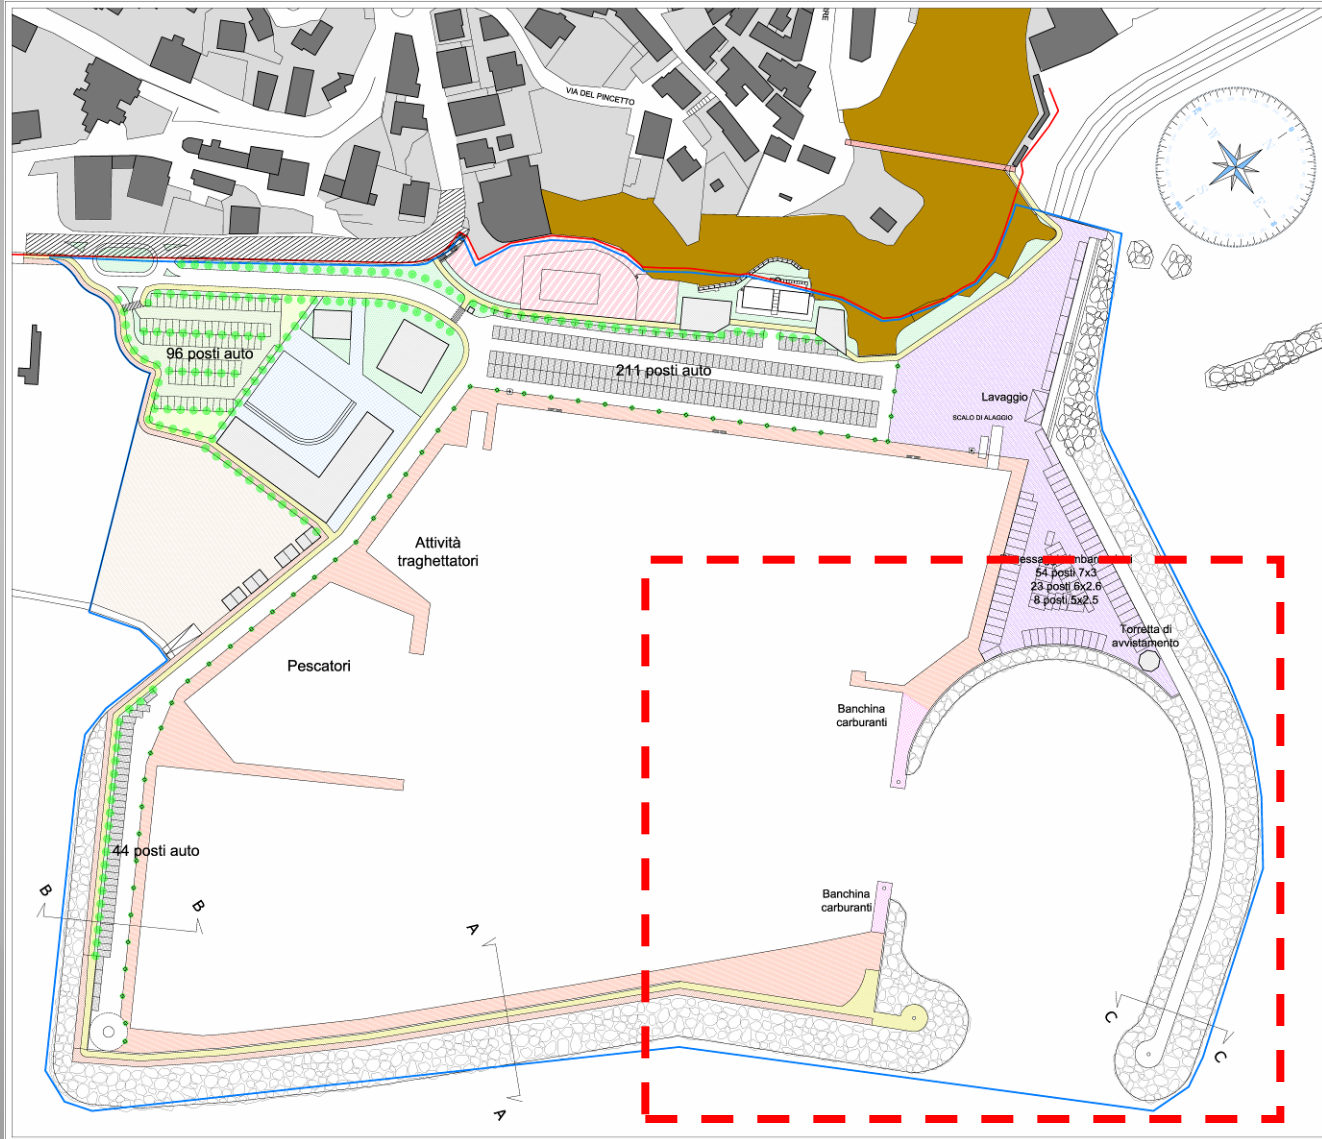 VIA DEL PINCETTO
96 posti auto
211 posti auto
Lavaggio
SCALO DI ALAGGIO
Attività
traghettatori
54 posti 7x3
23 posti 6x2.6
8 posti 5x2.5
Torretta di
avvistamento
Pescatori
Banchina
carburanti
44 posti auto
Banchina
carburanti
B
B
A
A
C
C